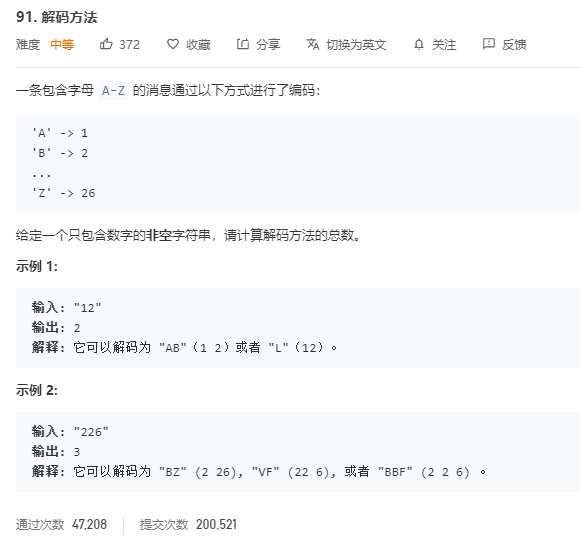 91. 解码方法
难度 中等 372 收藏 分享 切换为英文 关注 反馈
一条包含字母 A-Z 的消息通过以下方式进行了编码：
'A' -> 1
'B' -> 2
...
'Z' -> 26
给定一个只包含数字的非空字符串，请计算解码方法的总数。
示例 1:
输入: "12"
输出: 2
解释: 它可以解码为 "AB"（1 2）或者 "L"（12）。
示例 2:
输入: "226"
输出: 3
解释: 它可以解码为 "BZ" (2 26), "VF" (22 6), 或者 "BBF" (2 2 6) 。
通过次数 47,208 提交次数 200,521